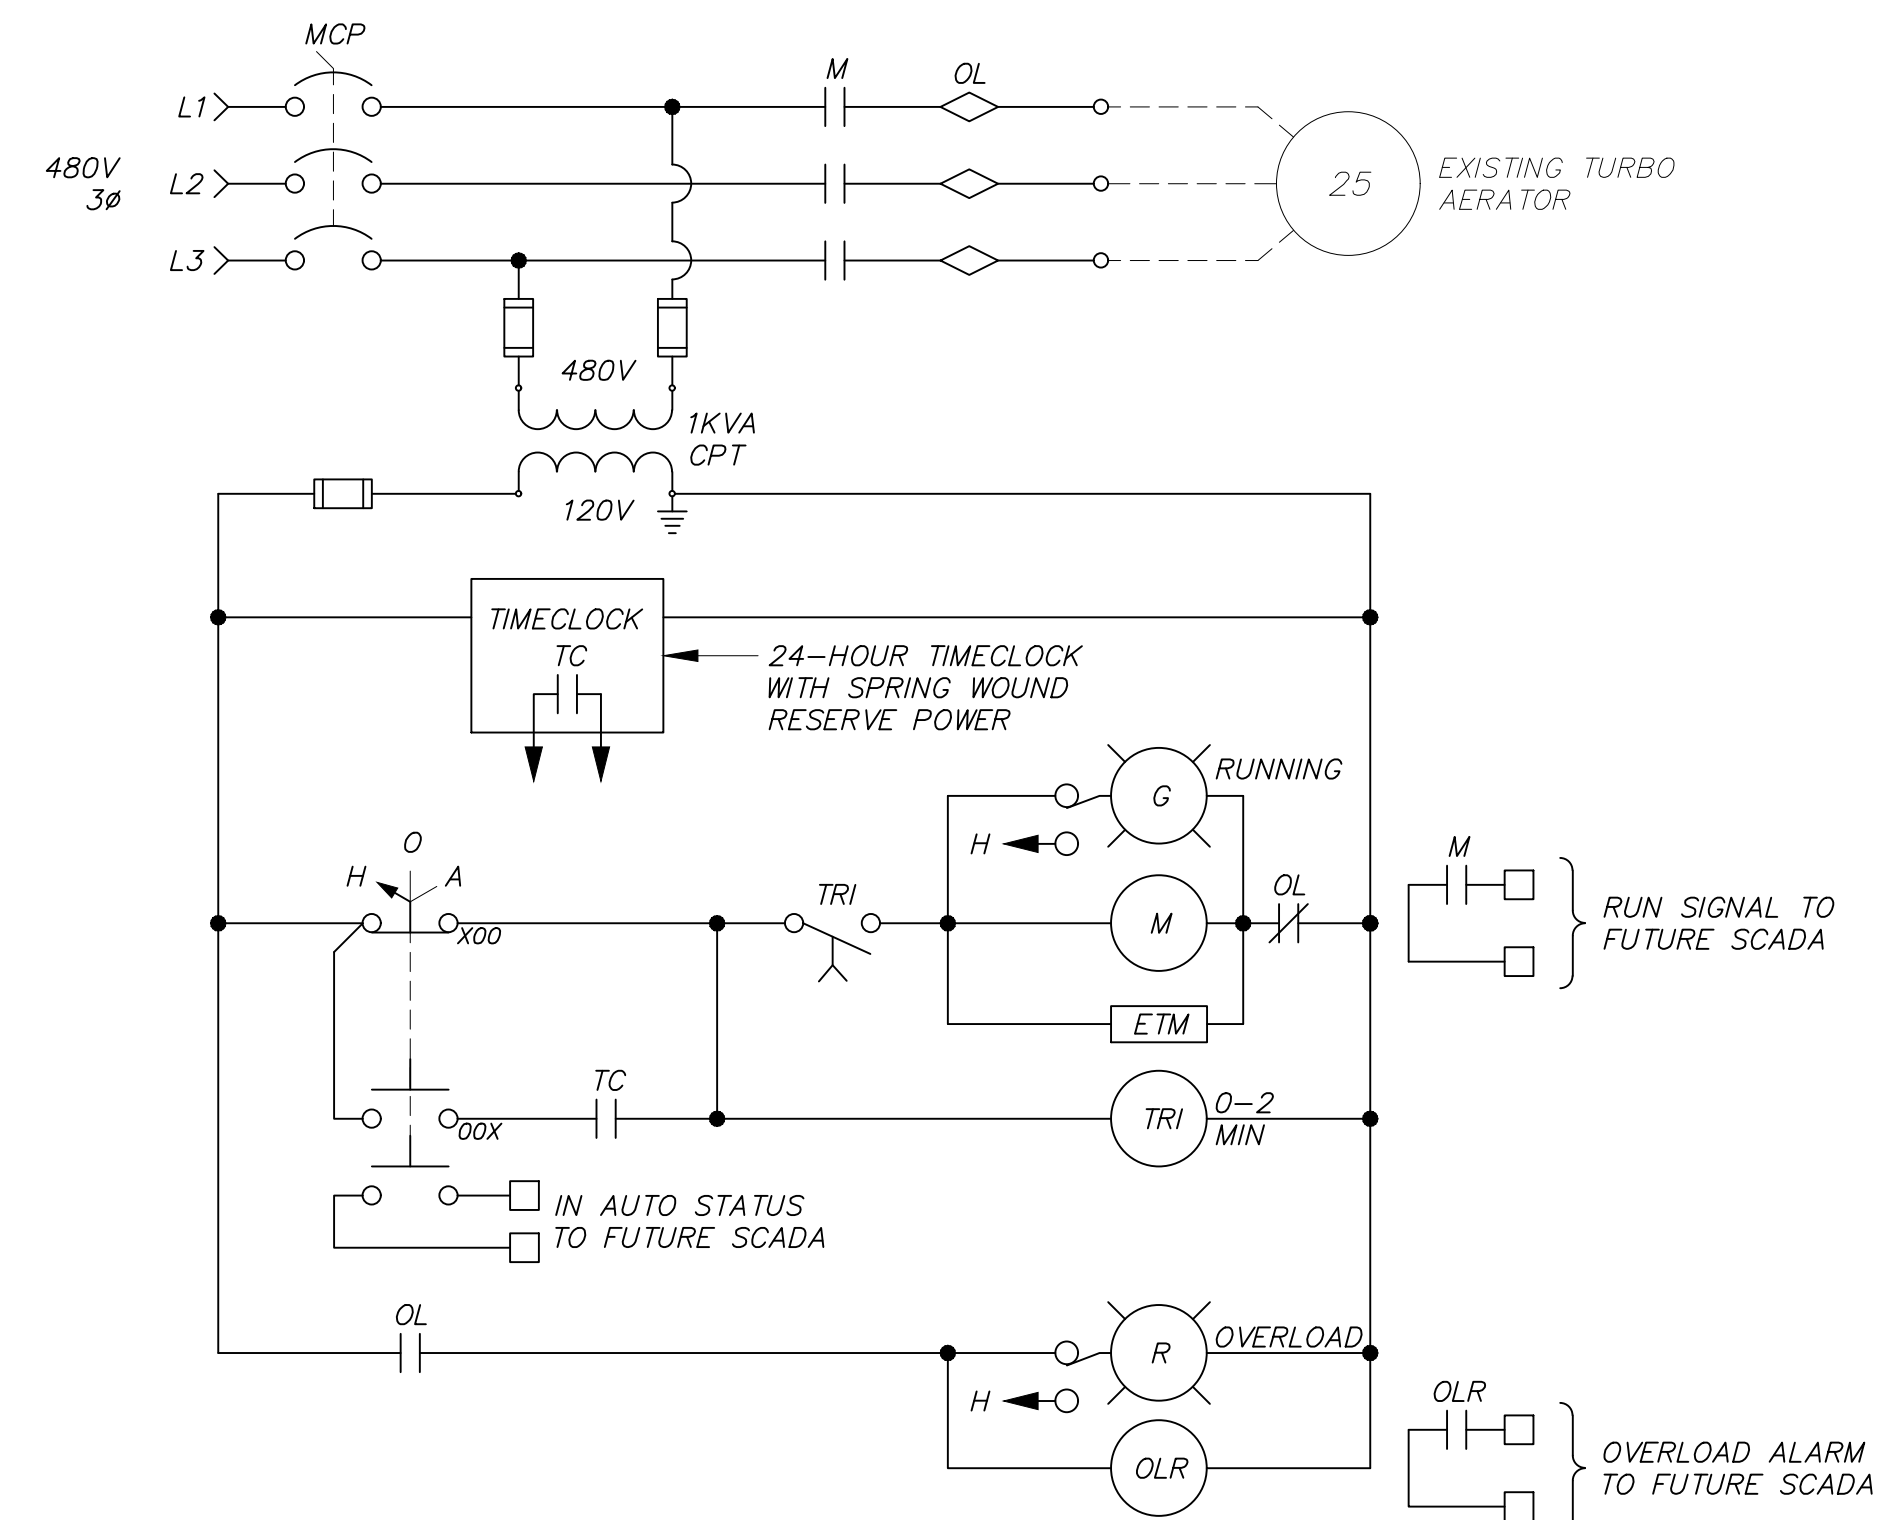 MCP
M
OL
L1
480V
3ø
L2
25
EXISTING TURBO
AERATOR
L3
480V
1KVA
CPT
120V
TIMECLOCK
TC
24-HOUR TIMECLOCK
WITH SPRING WOUND
RESERVE POWER
RUNNING
G
H
O
H
A
X00
TRI
M
OL
M
RUN SIGNAL TO
FUTURE SCADA
ETM
TC
00X
TRI
0-2
MIN
IN AUTO STATUS
TO FUTURE SCADA
OL
R
OVERLOAD
H
OLR
OLR
OVERLOAD ALARM
TO FUTURE SCADA